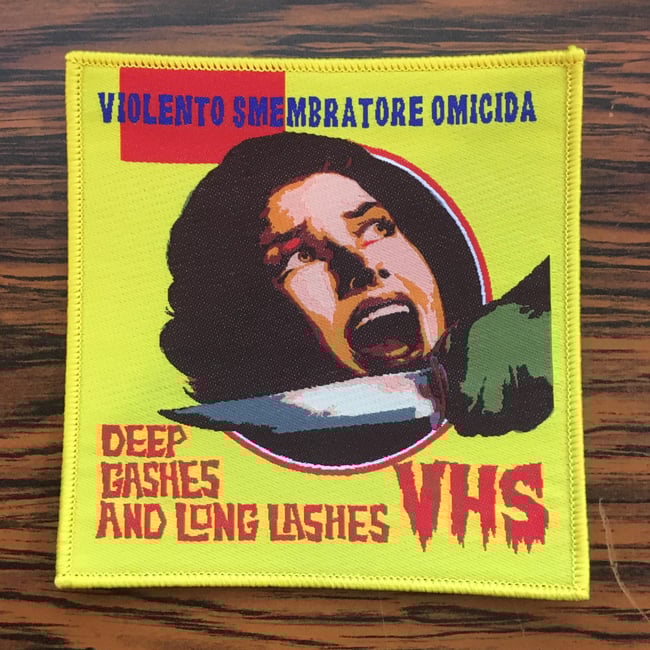 VIOLENTO SMEMBRATORE OMICIDA
DEEP
GASHES
AND LONG LASHES
VHS